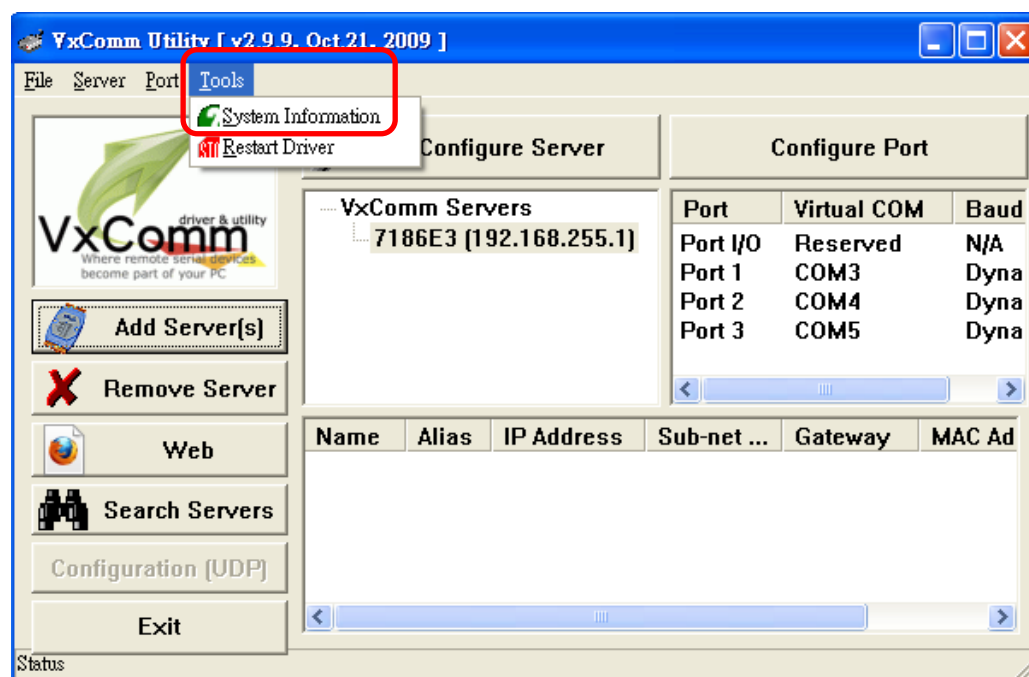 VxComm Utility [ v2.9.9, Oct.21, 2009 ]
File Server Port Tools
System Information
Restart Driver
Configure Server
Configure Port
VxComm
driver & utility
Where remote serial devices
become part of your PC
Add Server(s)
Remove Server
Web
Search Servers
Configuration (UDP)
Exit
VxComm Servers
7186E3 (192.168.255.1)
Port Virtual COM Baud
Port I/O Reserved N/A
Port 1 COM3 Dyna
Port 2 COM4 Dyna
Port 3 COM5 Dyna
Name Alias IP Address Sub-net ... Gateway MAC Ad
Status